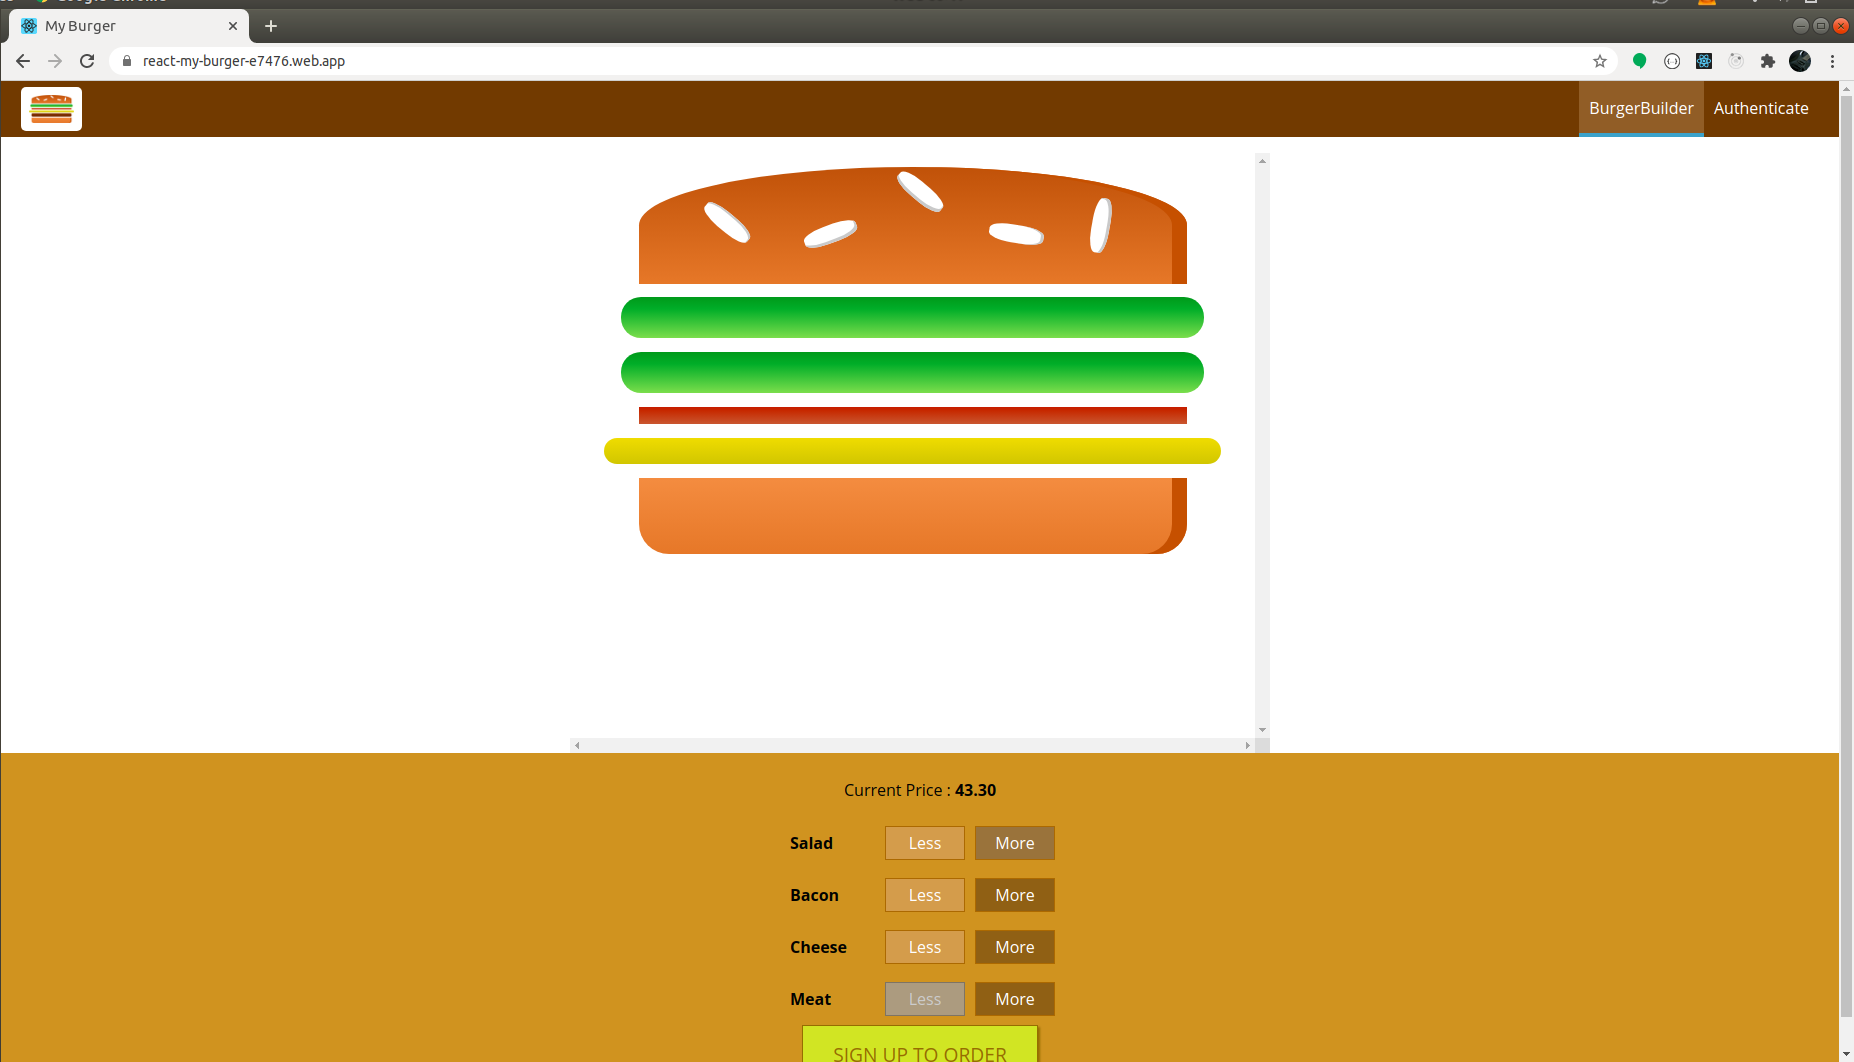 My Burger
react-my-burger-e7476.web.app
BurgerBuilder Authenticate
Current Price : 43.30
Salad Less More
Bacon Less More
Cheese Less More
Meat Less More
SIGN UP TO ORDER